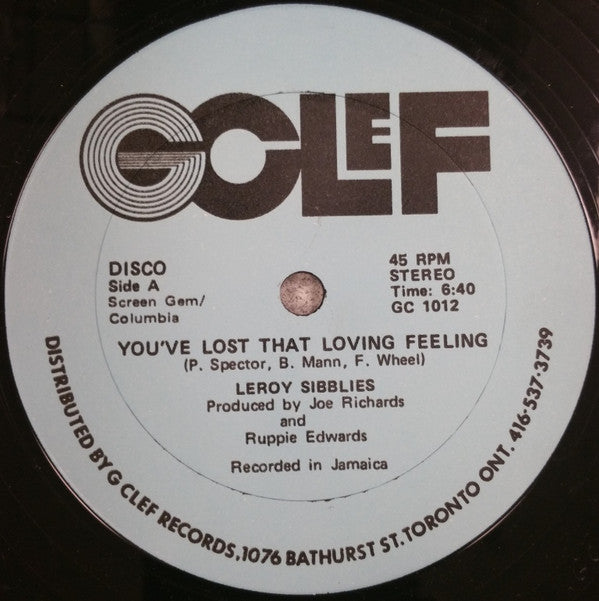 G CLEF
DISCO
Side A
Screen Gem/
Columbia
45 RPM
STEREO
Time: 6:40
GC 1012
YOU'VE LOST THAT LOVING FEELING
(P. Spector, B. Mann, F. Wheel)
LEROY SIBBLIES
Produced by Joe Richards
and
Ruppie Edwards
Recorded in Jamaica
DISTRIBUTED BY G CLEF RECORDS, 1076 BATHURST ST. TORONTO ONT. 416-537-3739